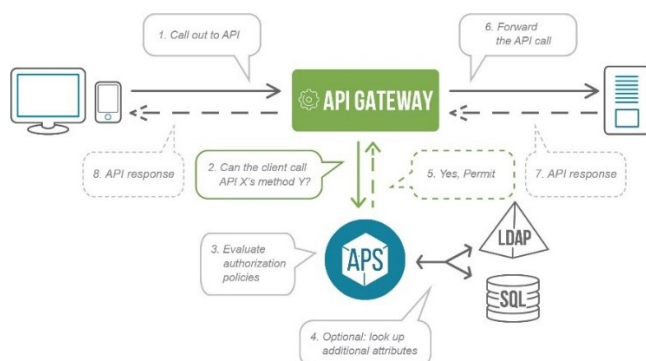 1. Call out to API
6. Forward
the API call
API GATEWAY
8. API response
2. Can the client call
API X's method Y?
5. Yes, Permit
7. API response
3. Evaluate
authorization
policies
APS
LDAP
SQL
4. Optional: look up
additional attributes